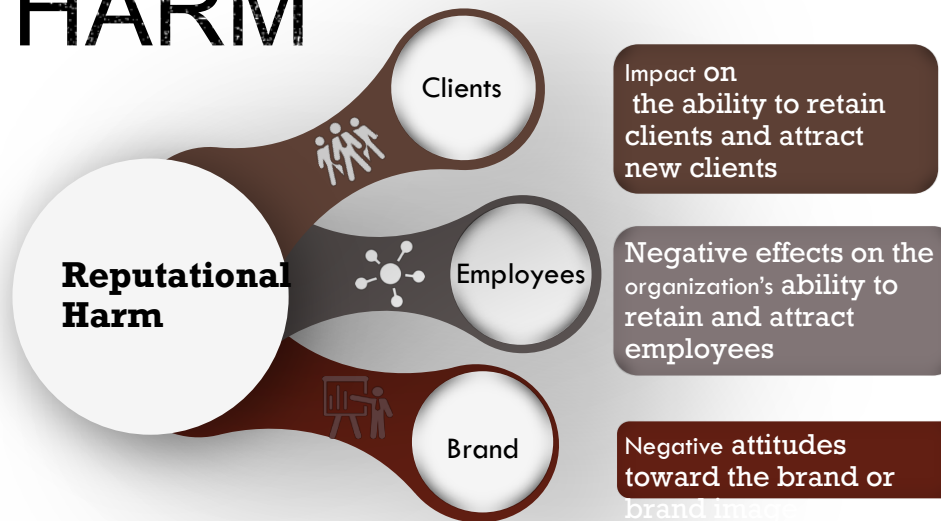 HARM
Clients
Impact on
the ability to retain
clients and attract
new clients
Reputational
Harm
Employees
Negative effects on the
organization's ability to
retain and attract
employees
Brand
Negative attitudes
toward the brand or
brand image